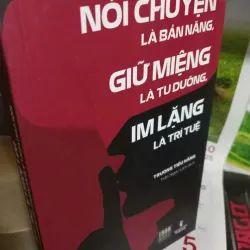 NÓI CHUYỆN
LÀ BẢN NĂNG,
GIỮ MIỆNG
LÀ TU DƯỠNG,
IM LẶNG
LÀ TRÍ TUỆ
TRƯƠNG TIẾU HẰNG
5